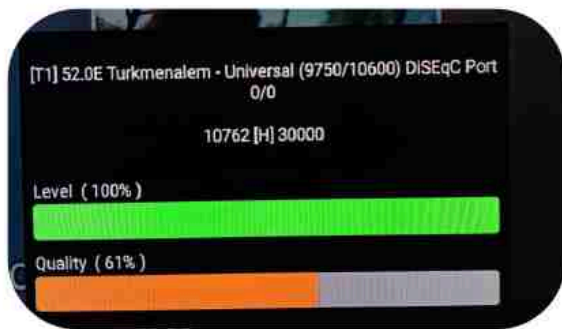 [T1] 52.0E Turkmenalem - Universal (9750/10600) DiSEqC Port
0/0
10762 [H] 30000
Level ( 100% )
Quality ( 61% )